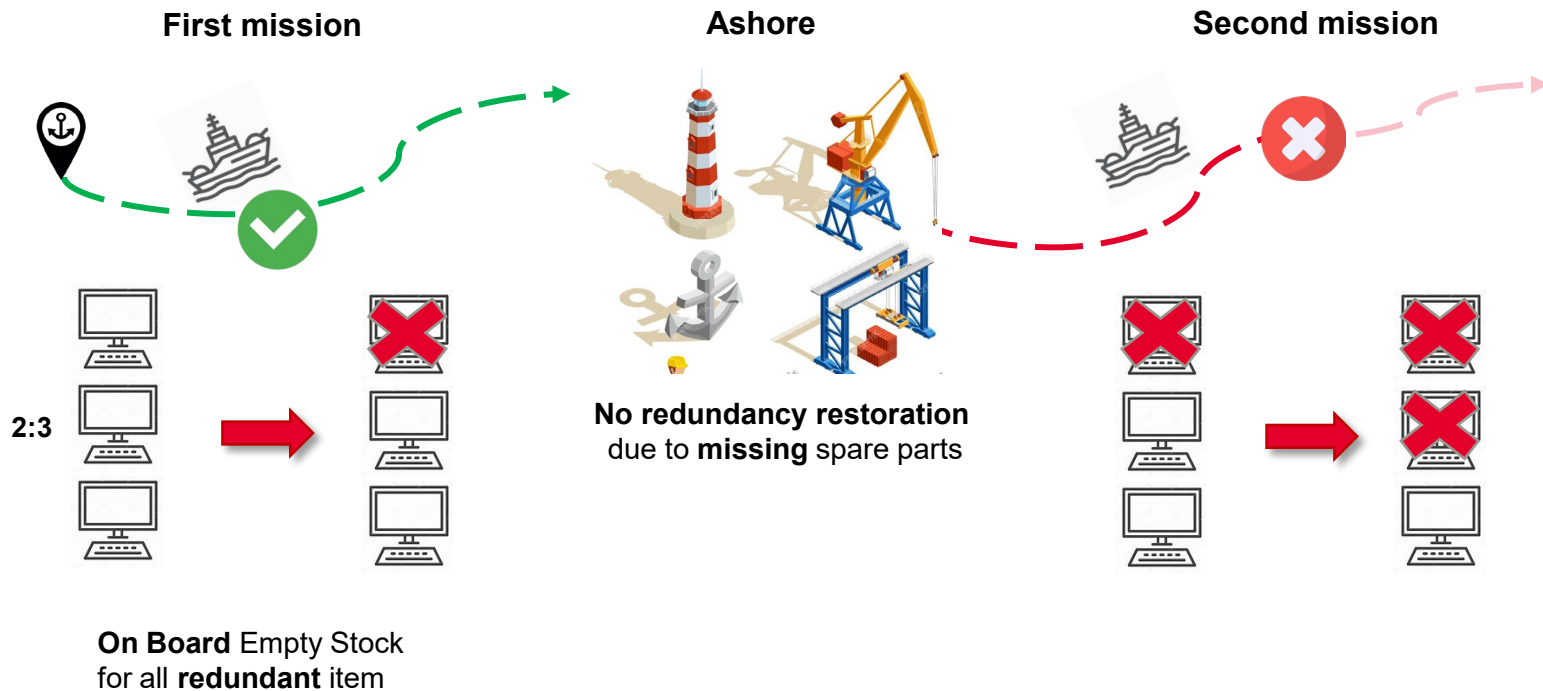 First mission
Ashore
Second mission
2:3
No redundancy restoration
due to missing spare parts
On Board Empty Stock
for all redundant item